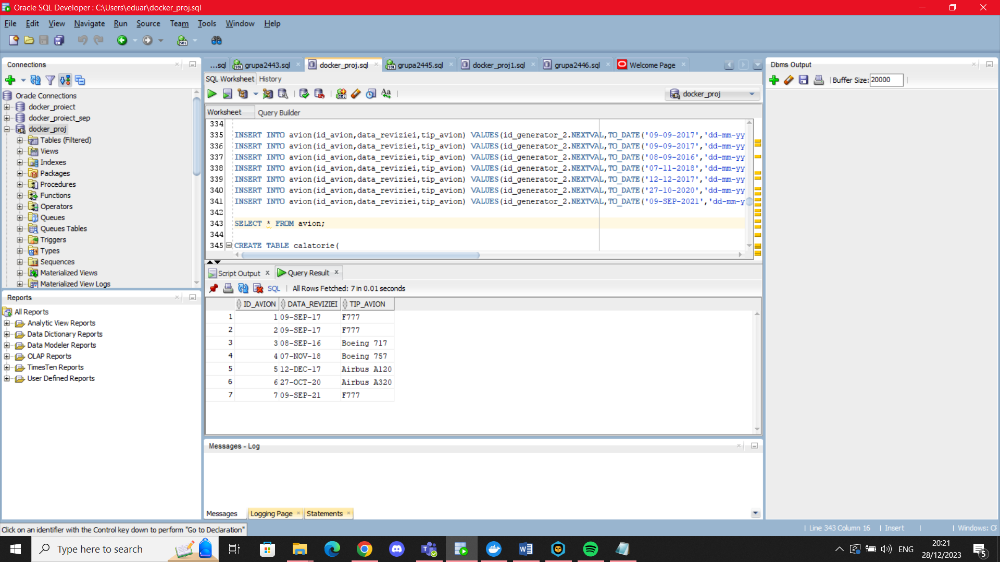 Oracle SQL Developer : C:\Users\eduar\docker_proj.sql
File Edit View Navigate Run Source Team Tools Window Help
Connections
Oracle Connections
docker_proiect
docker_proiect_sep
docker_proj
Tables (Filtered)
Views
Indexes
Packages
Procedures
Functions
Operators
Queues
Queues Tables
Triggers
Types
Sequences
Materialized Views
Materialized View Logs
Reports
All Reports
Analytic View Reports
Data Dictionary Reports
Data Modeler Reports
OLAP Reports
TimesTen Reports
User Defined Reports
...sql grupa2443.sql docker_proj.sql grupa2445.sql docker_proj1.sql grupa2446.sql Welcome Page
SQL Worksheet History
docker_proj
Worksheet Query Builder
334
335 INSERT INTO avion(id_avion,data_reviziei,tip_avion) VALUES(id_generator_2.NEXTVAL,TO_DATE('09-09-2017','dd-mm-yy
336 INSERT INTO avion(id_avion,data_reviziei,tip_avion) VALUES(id_generator_2.NEXTVAL,TO_DATE('09-09-2017','dd-mm-yy
337 INSERT INTO avion(id_avion,data_reviziei,tip_avion) VALUES(id_generator_2.NEXTVAL,TO_DATE('08-09-2016','dd-mm-yy
338 INSERT INTO avion(id_avion,data_reviziei,tip_avion) VALUES(id_generator_2.NEXTVAL,TO_DATE('07-11-2018','dd-mm-yy
339 INSERT INTO avion(id_avion,data_reviziei,tip_avion) VALUES(id_generator_2.NEXTVAL,TO_DATE('12-12-2017','dd-mm-yy
340 INSERT INTO avion(id_avion,data_reviziei,tip_avion) VALUES(id_generator_2.NEXTVAL,TO_DATE('27-10-2020','dd-mm-yy
341 INSERT INTO avion(id_avion,data_reviziei,tip_avion) VALUES(id_generator_2.NEXTVAL,TO_DATE('09-SEP-2021','dd-mm-y
342
343 SELECT * FROM avion;
344
345 CREATE TABLE calatorie(
Script Output Query Result
SQL All Rows Fetched: 7 in 0.01 seconds
ID_AVION DATA_REVIZIEI TIP_AVION
1 1 09-SEP-17 F777
2 2 09-SEP-17 F777
3 3 08-SEP-16 Boeing 717
4 4 07-NOV-18 Boeing 757
5 5 12-DEC-17 Airbus A120
6 6 27-OCT-20 Airbus A320
7 7 09-SEP-21 F777
Messages - Log
Messages Logging Page Statements
Dbms Output
Buffer Size: 20000
Click on an identifier with the Control key down to perform "Go to Declaration"
Line 343 Column 16 Insert Windows: CF
Type here to search
ENG
20:21
28/12/2023
5